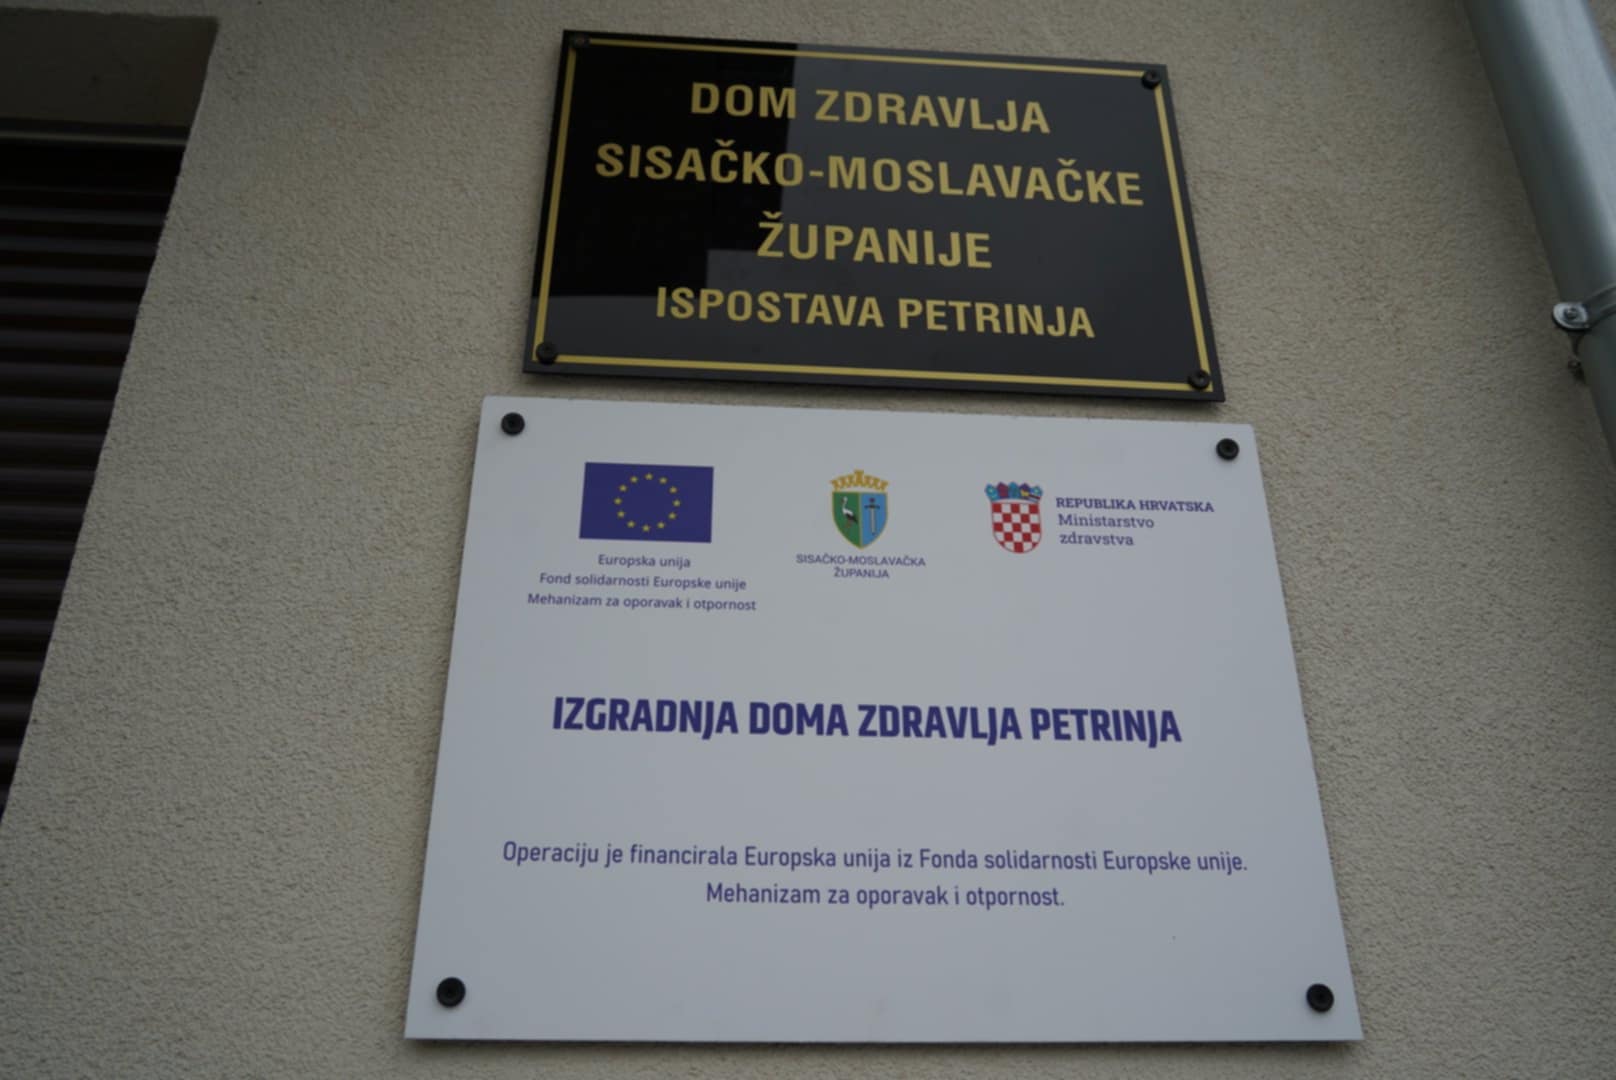 DOM ZDRAVLJA
SISAČKO-MOSLAVAČKE
ŽUPANIJE
ISPOSTAVA PETRINJA
Europska unija
Fond solidarnosti Europske unije
Mehanizam za oporavak i otpornost
SISAČKO-MOSLAVAČKA
ŽUPANIJA
REPUBLIKA HRVATSKA
Ministarstvo
zdravstva
IZGRADNJA DOMA ZDRAVLJA PETRINJA
Operaciju je financirala Europska unija iz Fonda solidarnosti Europske unije.
Mehanizam za oporavak i otpornost.